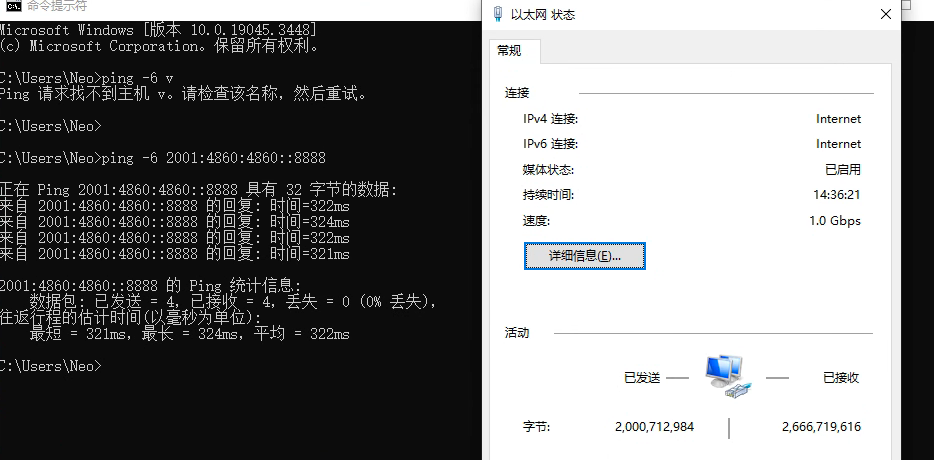 命令提示符
Microsoft Windows [版本 10.0.19045.3448]
(c) Microsoft Corporation。保留所有权利。
C:\Users\Neo>ping -6 v
Ping 请求找不到主机 v。请检查该名称，然后重试。
C:\Users\Neo>
C:\Users\Neo>ping -6 2001:4860:4860::8888
正在 Ping 2001:4860:4860::8888 具有 32 字节的数据:
来自 2001:4860:4860::8888 的回复: 时间=322ms
来自 2001:4860:4860::8888 的回复: 时间=324ms
来自 2001:4860:4860::8888 的回复: 时间=322ms
来自 2001:4860:4860::8888 的回复: 时间=321ms
2001:4860:4860::8888 的 Ping 统计信息:
数据包: 已发送 = 4，已接收 = 4，丢失 = 0 (0% 丢失)，
往返行程的估计时间(以毫秒为单位):
最短 = 321ms，最长 = 324ms，平均 = 322ms
C:\Users\Neo>
以太网 状态
常规
连接
IPv4 连接: Internet
IPv6 连接: Internet
媒体状态: 已启用
持续时间: 14:36:21
速度: 1.0 Gbps
详细信息(E)...
活动
已发送 已接收
字节: 2,000,712,984 2,666,719,616